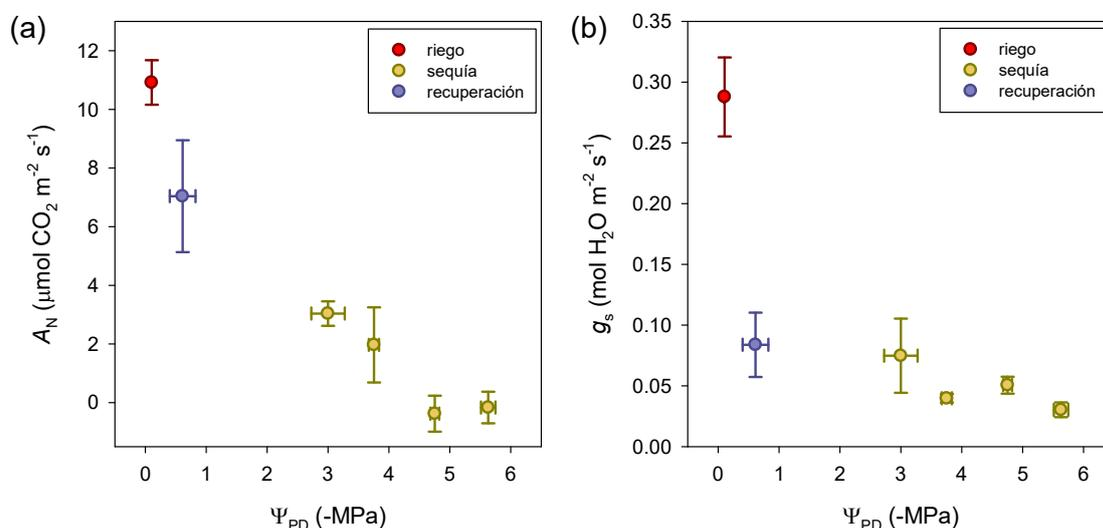 (a)
riego
sequía
recuperación
12
10
8
6
4
2
0
A_N (μmol CO₂ m⁻² s⁻¹)
0 1 2 3 4 5 6
Ψ_PD (-MPa)
(b)
riego
sequía
recuperación
0.35
0.30
0.25
0.20
0.15
0.10
0.05
0.00
g_s (mol H₂O m⁻² s⁻¹)
0 1 2 3 4 5 6
Ψ_PD (-MPa)